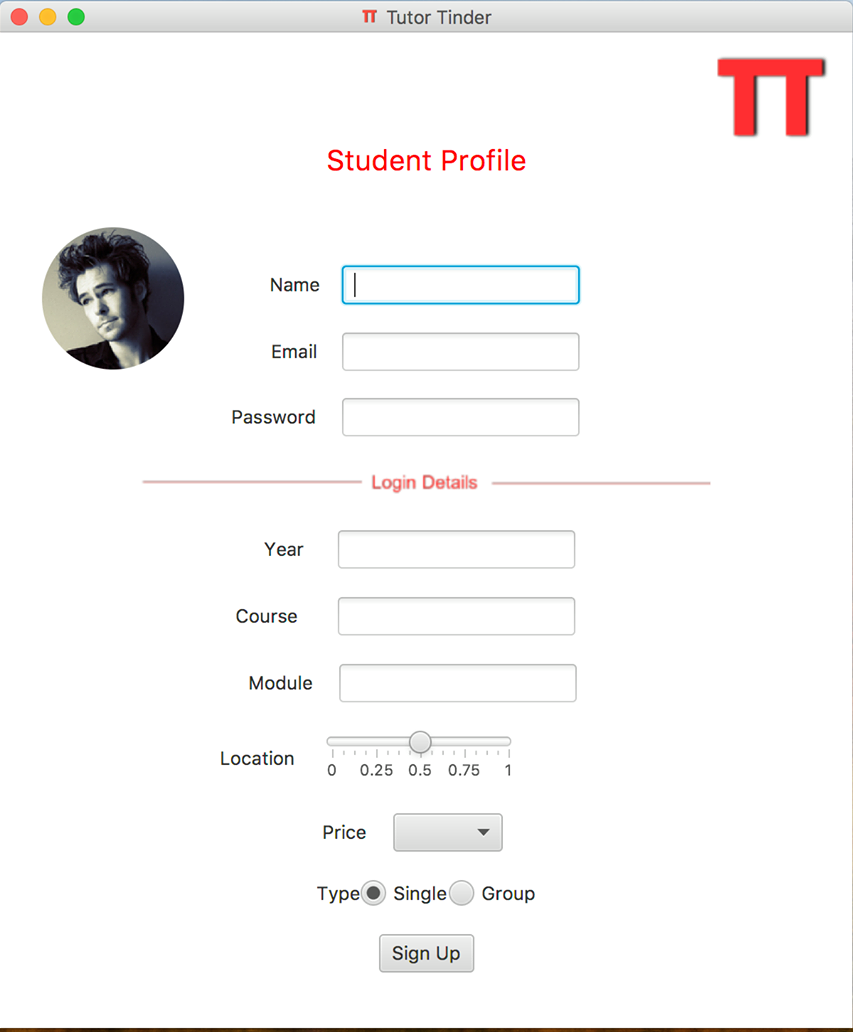 Tutor Tinder
TT
Student Profile
Name
Email
Password
Login Details
Year
Course
Module
Location
0 0.25 0.5 0.75 1
Price
Type Single Group
Sign Up